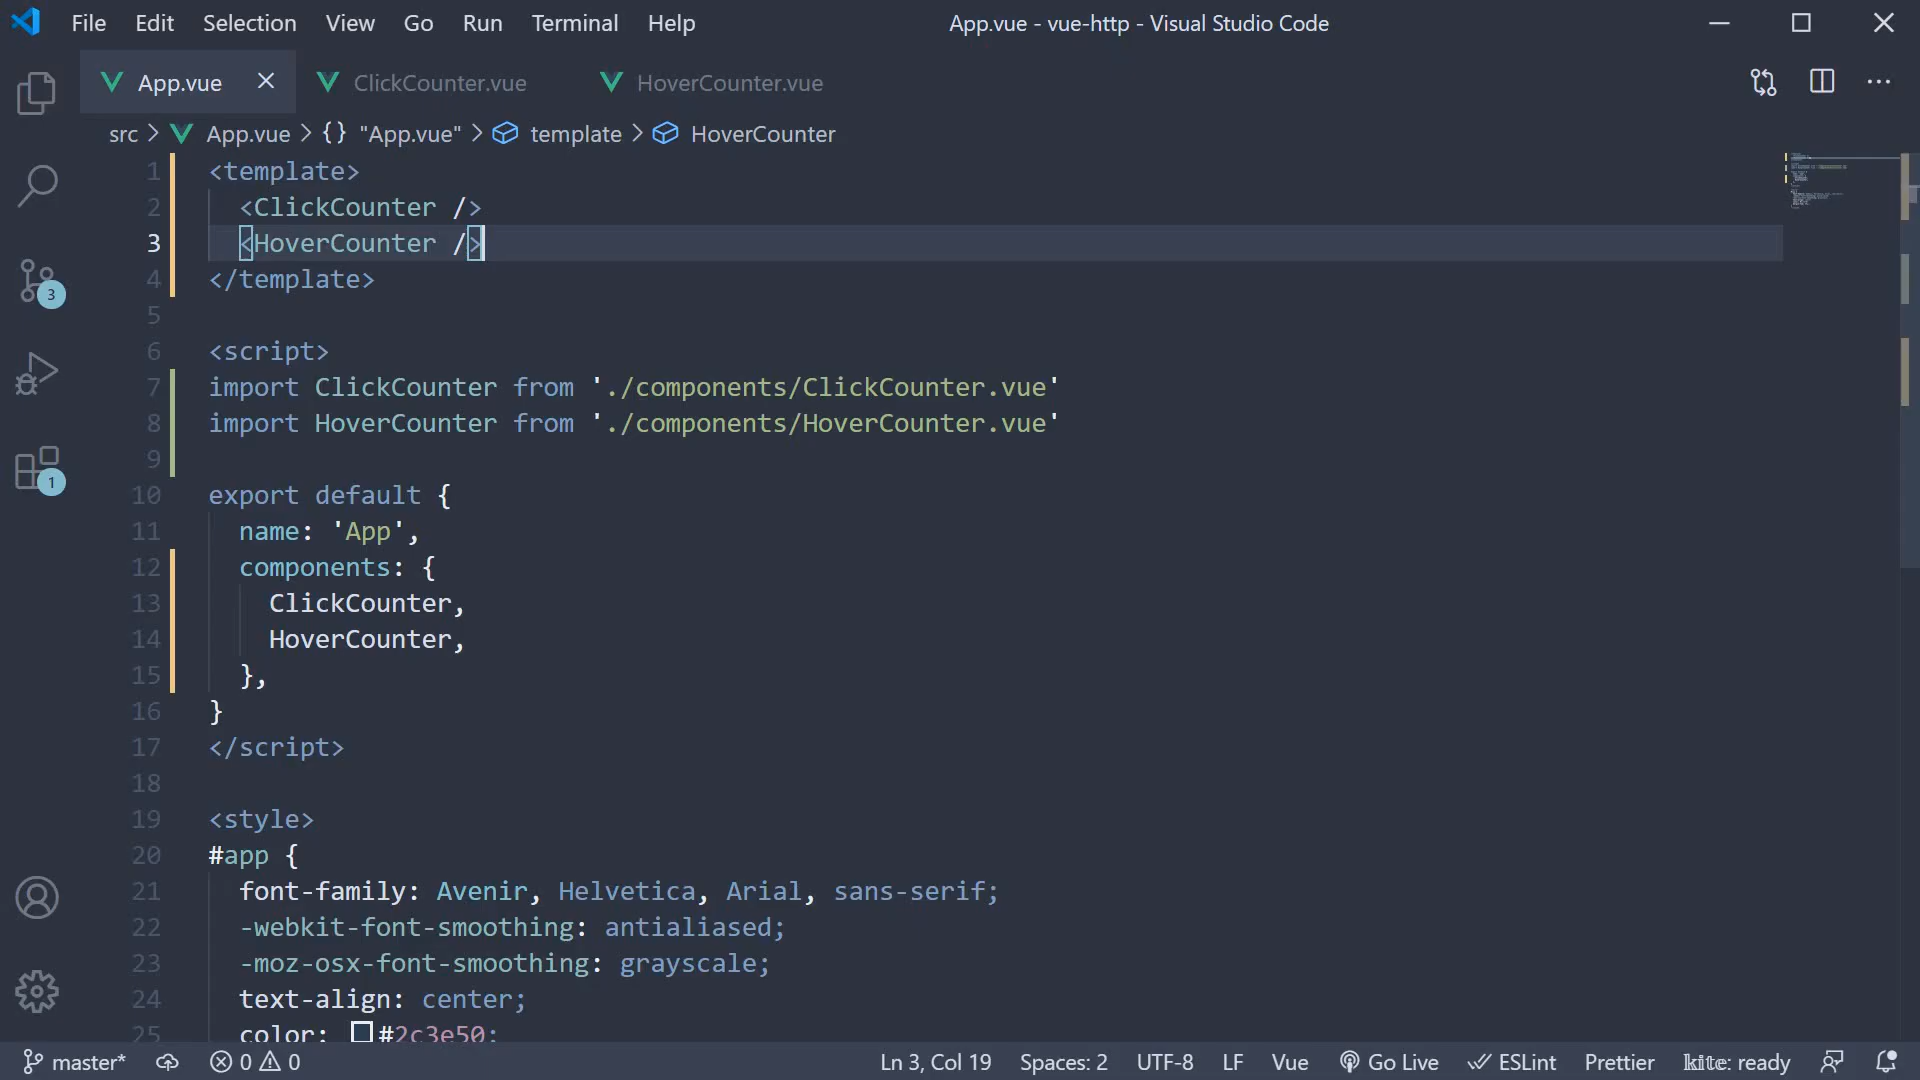 File Edit Selection View Go Run Terminal Help App.vue - vue-http - Visual Studio Code
App.vue ClickCounter.vue HoverCounter.vue
src > App.vue > {} "App.vue" > template > HoverCounter
1 <template>
2 <ClickCounter />
3 <HoverCounter />
4 </template>
5
6 <script>
7 import ClickCounter from './components/ClickCounter.vue'
8 import HoverCounter from './components/HoverCounter.vue'
9
10 export default {
11 name: 'App',
12 components: {
13 ClickCounter,
14 HoverCounter,
15 },
16 }
17 </script>
18
19 <style>
20 #app {
21 font-family: Avenir, Helvetica, Arial, sans-serif;
22 -webkit-font-smoothing: antialiased;
23 -moz-osx-font-smoothing: grayscale;
24 text-align: center;
25 color: #2c3e50;
3
1
master* 0 0 Ln 3, Col 19 Spaces: 2 UTF-8 LF Vue Go Live ESLint Prettier kite: ready